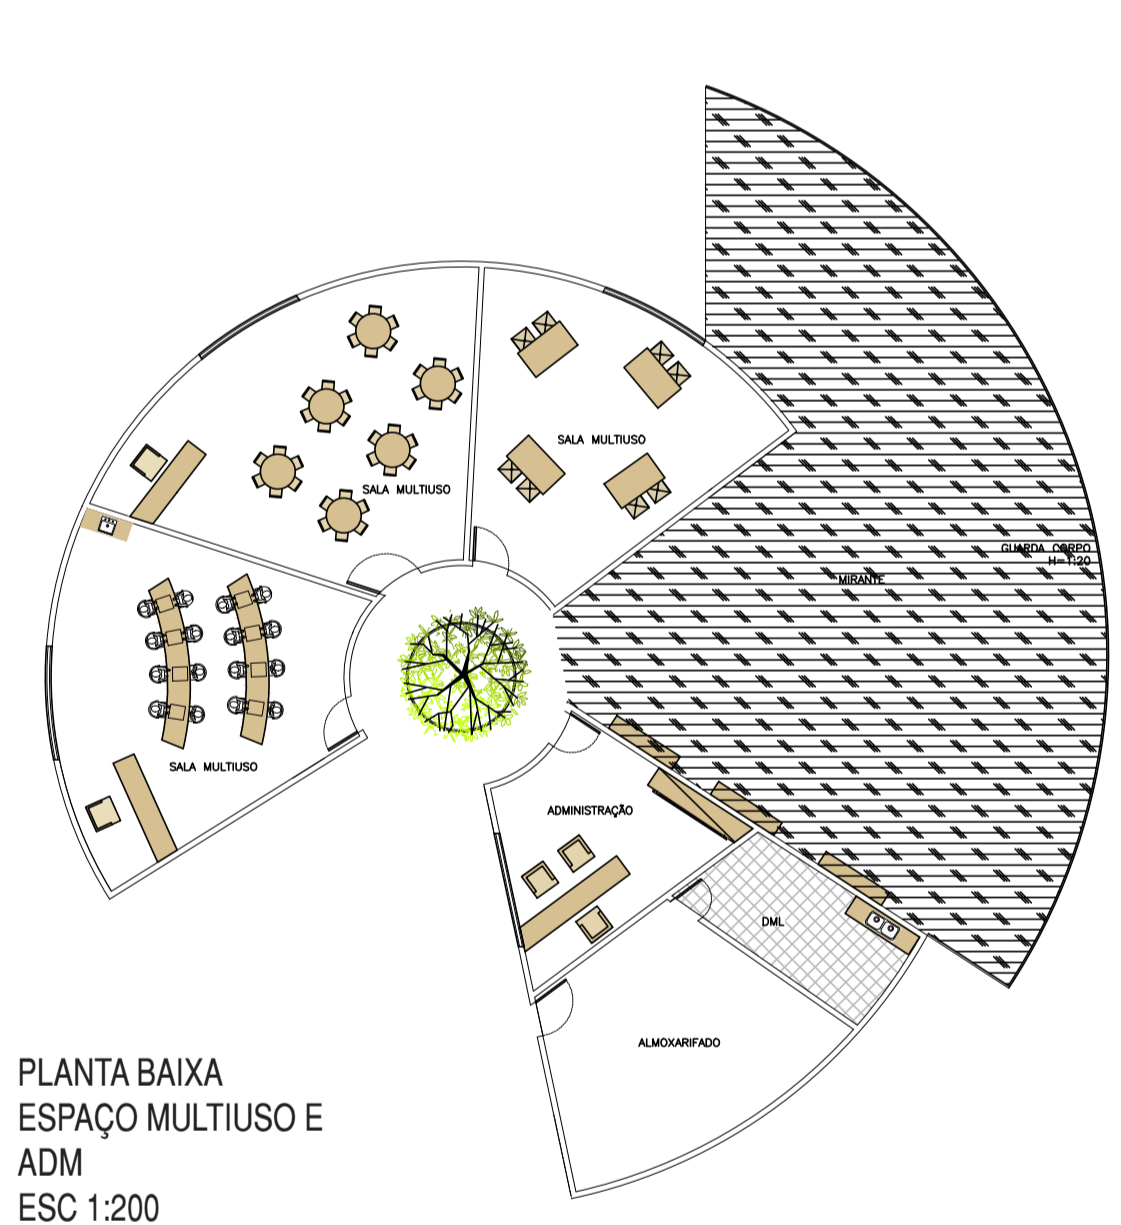 SALA MULTIUSO
SALA MULTIUSO
GUARDA CORPO
H=1:20
MIRANTE
SALA MULTIUSO
ADMINISTRAÇÃO
DML
ALMOXARIFADO
PLANTA BAIXA
ESPAÇO MULTIUSO E
ADM
ESC 1:200